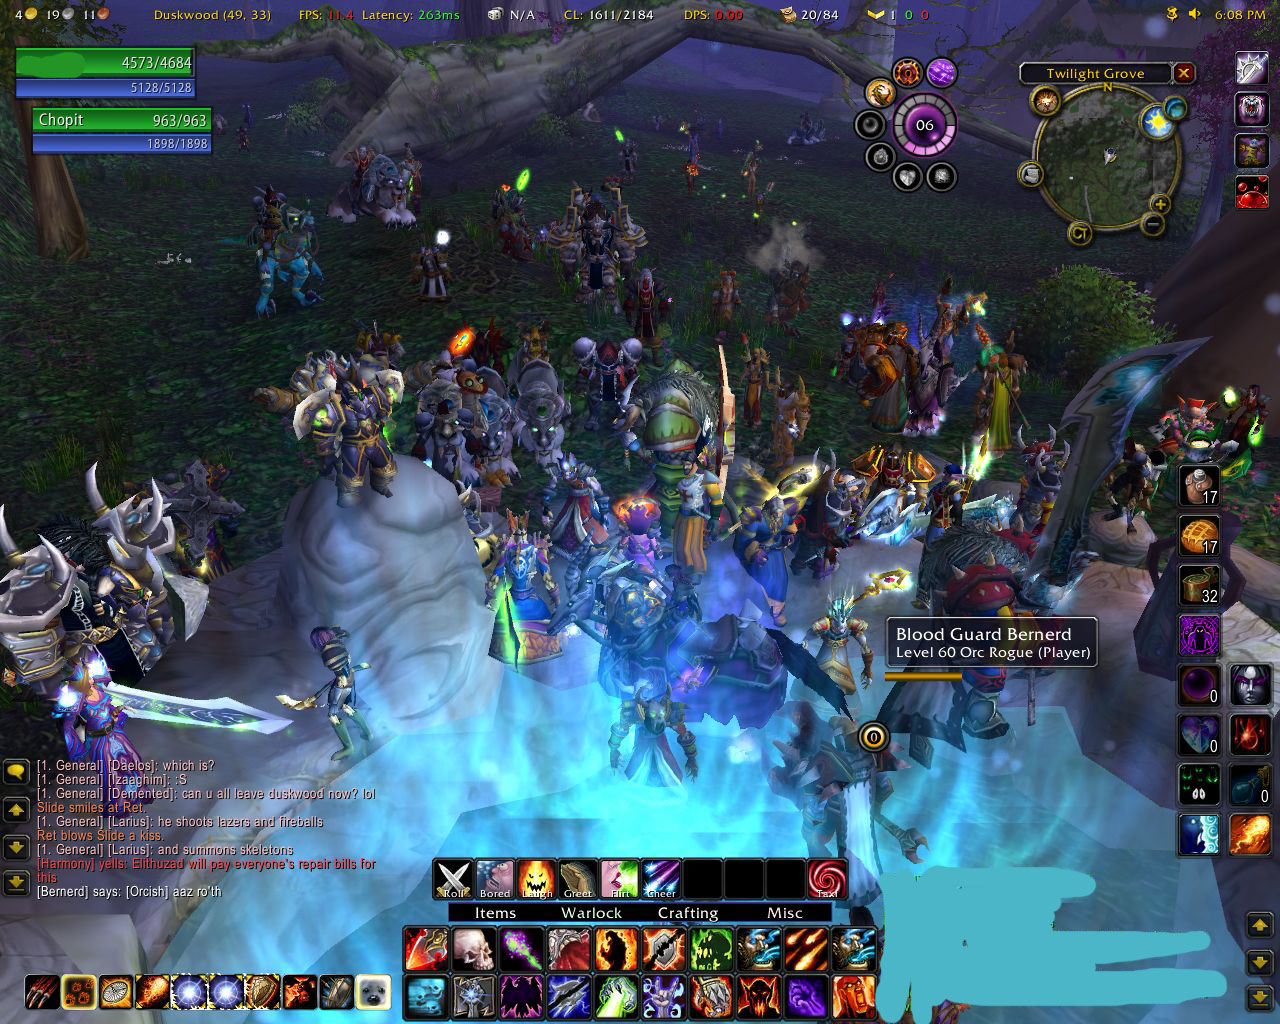 4 19 11 Duskwood (49, 33) FPS: 11.4 Latency: 263ms N/A CL: 1611/2184 DPS: 0.00 20/84 1 0 0 6:08 PM
4573/4684
5128/5128
Chopit 963/963
1898/1898
06
Twilight Grove
N
CT
17
17
32
Blood Guard Bernerd
Level 60 Orc Rogue (Player)
0
0
0
0
[1. General] [Daelos]: which is?
[1. General] [Izaaghim]: :S
[1. General] [Demented]: can u all leave duskwood now? lol
Slide smiles at Ret.
[1. General] [Larius]: he shoots lazers and fireballs
Ret blows Slide a kiss.
[1. General] [Larius]: and summons skeletons
[Harmony] yells: Elithuzad will pay everyone's repair bills for
this
[Bernerd] says: [Orcish] aaz ro'th
Roll Bored Laugh Greet Flirt Cheer Taxi
Items Warlock Crafting Misc